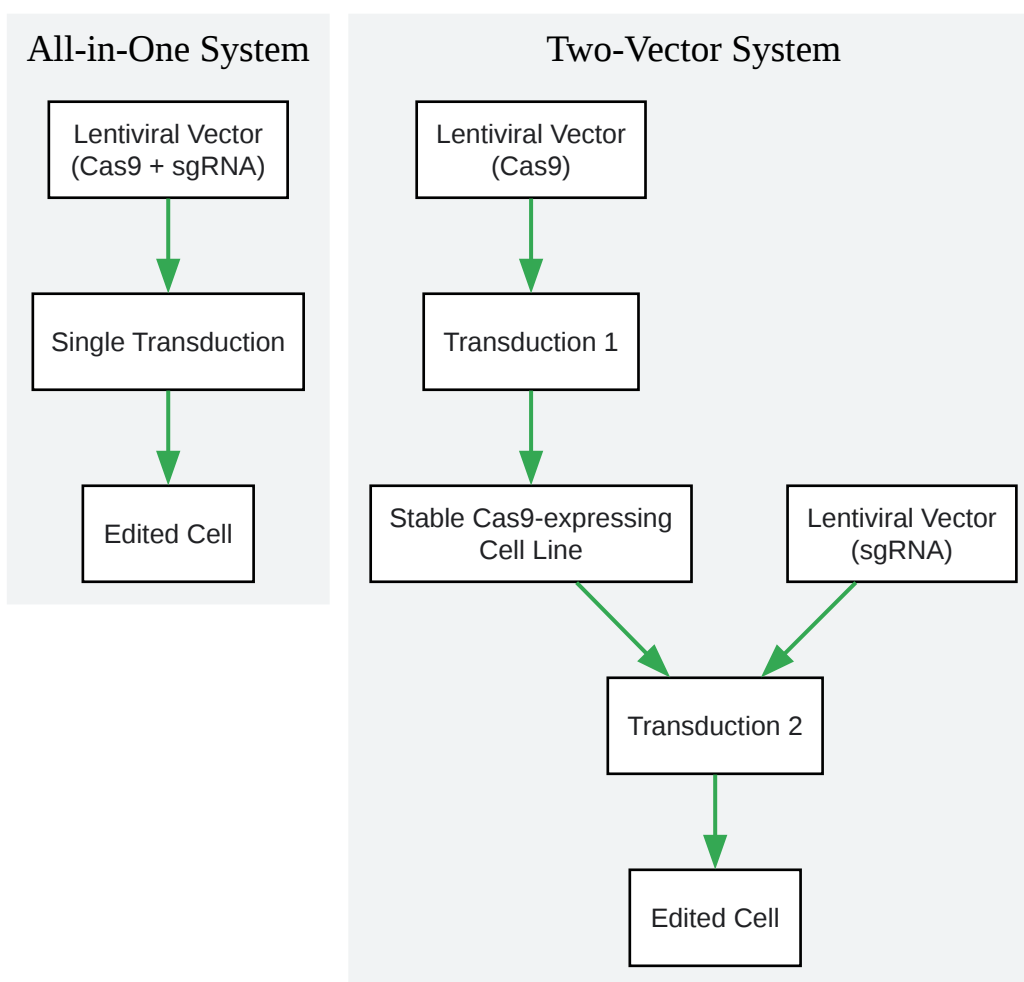 All-in-One System
Lentiviral Vector
(Cas9 + sgRNA)
Single Transduction
Edited Cell
Two-Vector System
Lentiviral Vector
(Cas9)
Transduction 1
Stable Cas9-expressing
Cell Line
Lentiviral Vector
(sgRNA)
Transduction 2
Edited Cell